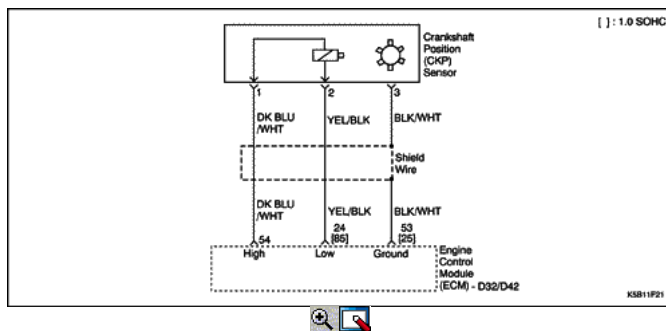 [ ] : 1.0 SOHC
Crankshaft
Position
(CKP)
Sensor
1 2 3
DK BLU
/WHT
YEL/BLK
BLK/WHT
Shield
Wire
DK BLU
/WHT
YEL/BLK
BLK/WHT
54
24
[85]
53
[25]
High Low Ground
Engine
Control
Module
(ECM) - D32/D42
K5B11F21